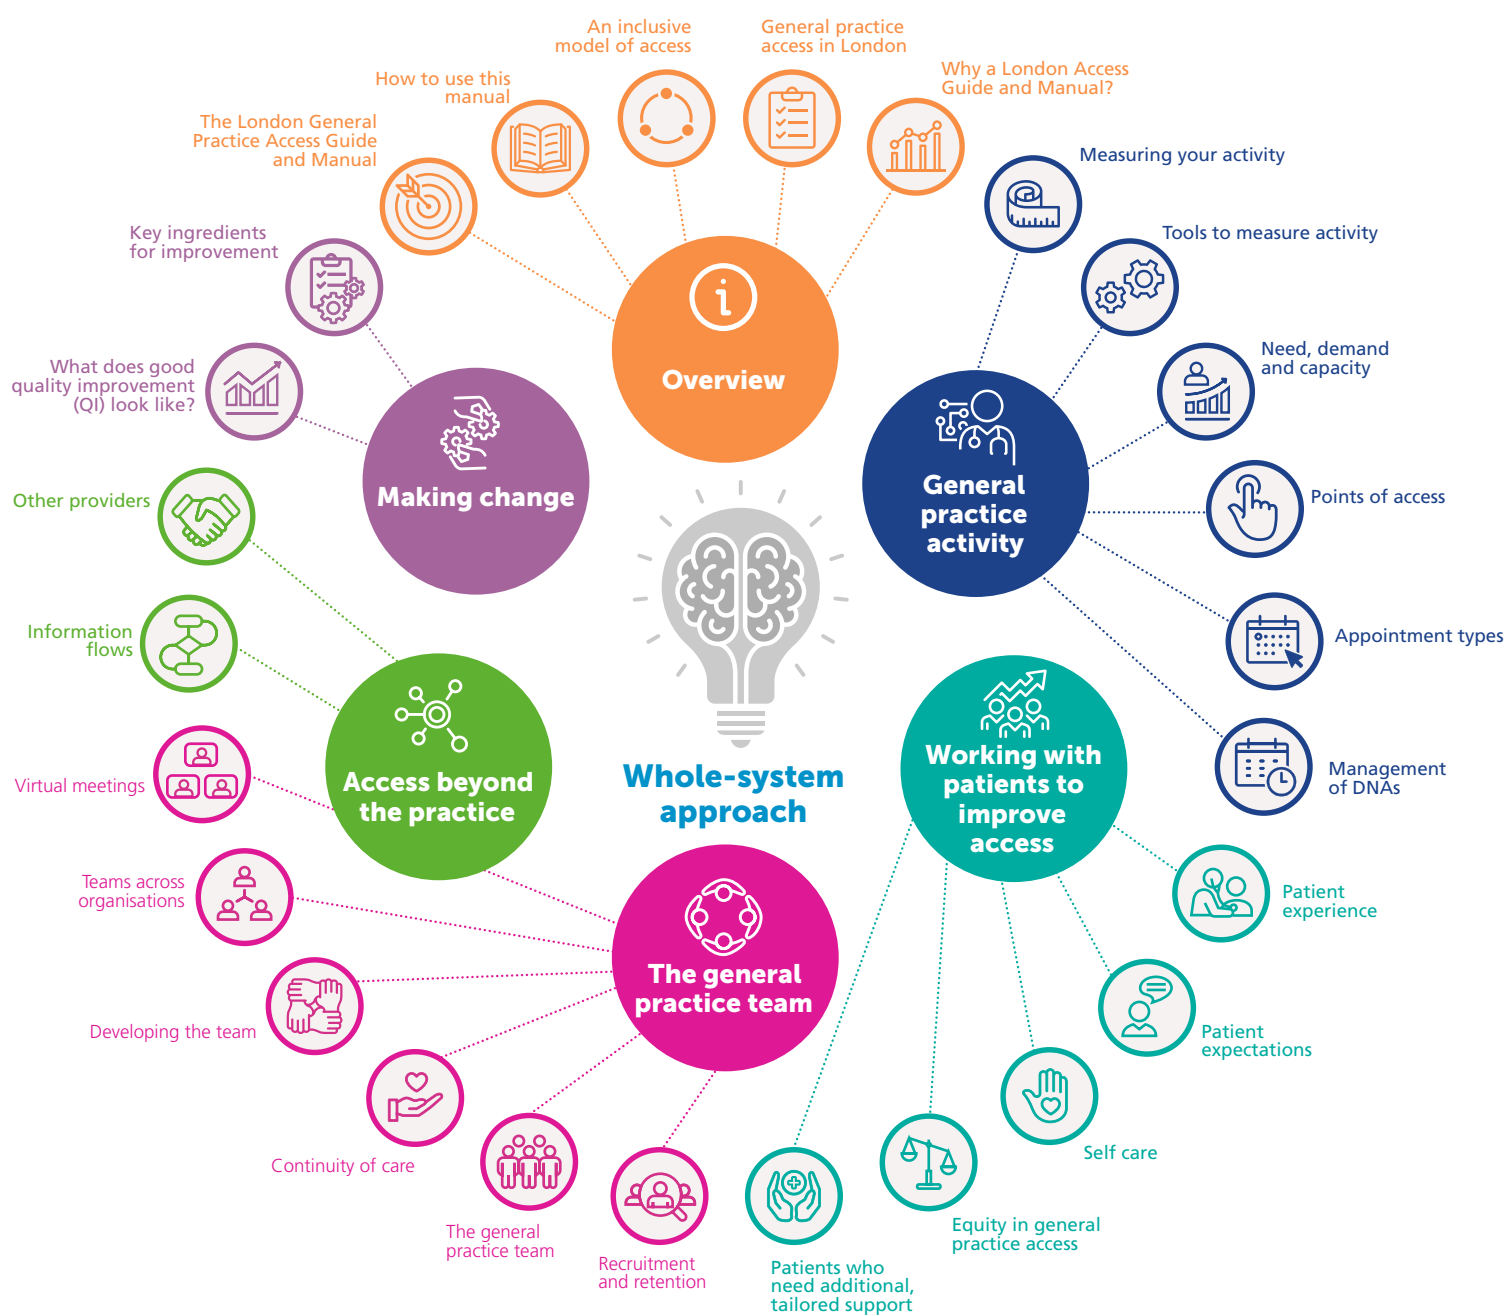 An inclusive
model of access
General practice
access in London
How to use this
manual
Why a London Access
Guide and Manual?
The London General
Practice Access Guide
and Manual
Overview
Measuring your activity
Tools to measure activity
Need, demand
and capacity
Points of access
Appointment types
Management
of DNAs
General
practice
activity
Key ingredients
for improvement
What does good
quality improvement
(QI) look like?
Making change
Other providers
Information
flows
Access beyond
the practice
Whole-system
approach
Working with
patients to
improve
access
Patient
experience
Patient
expectations
Self care
Equity in general
practice access
Patients who
need additional,
tailored support
Virtual meetings
Teams across
organisations
Developing the team
Continuity of care
The general
practice team
Recruitment
and retention
The general
practice team